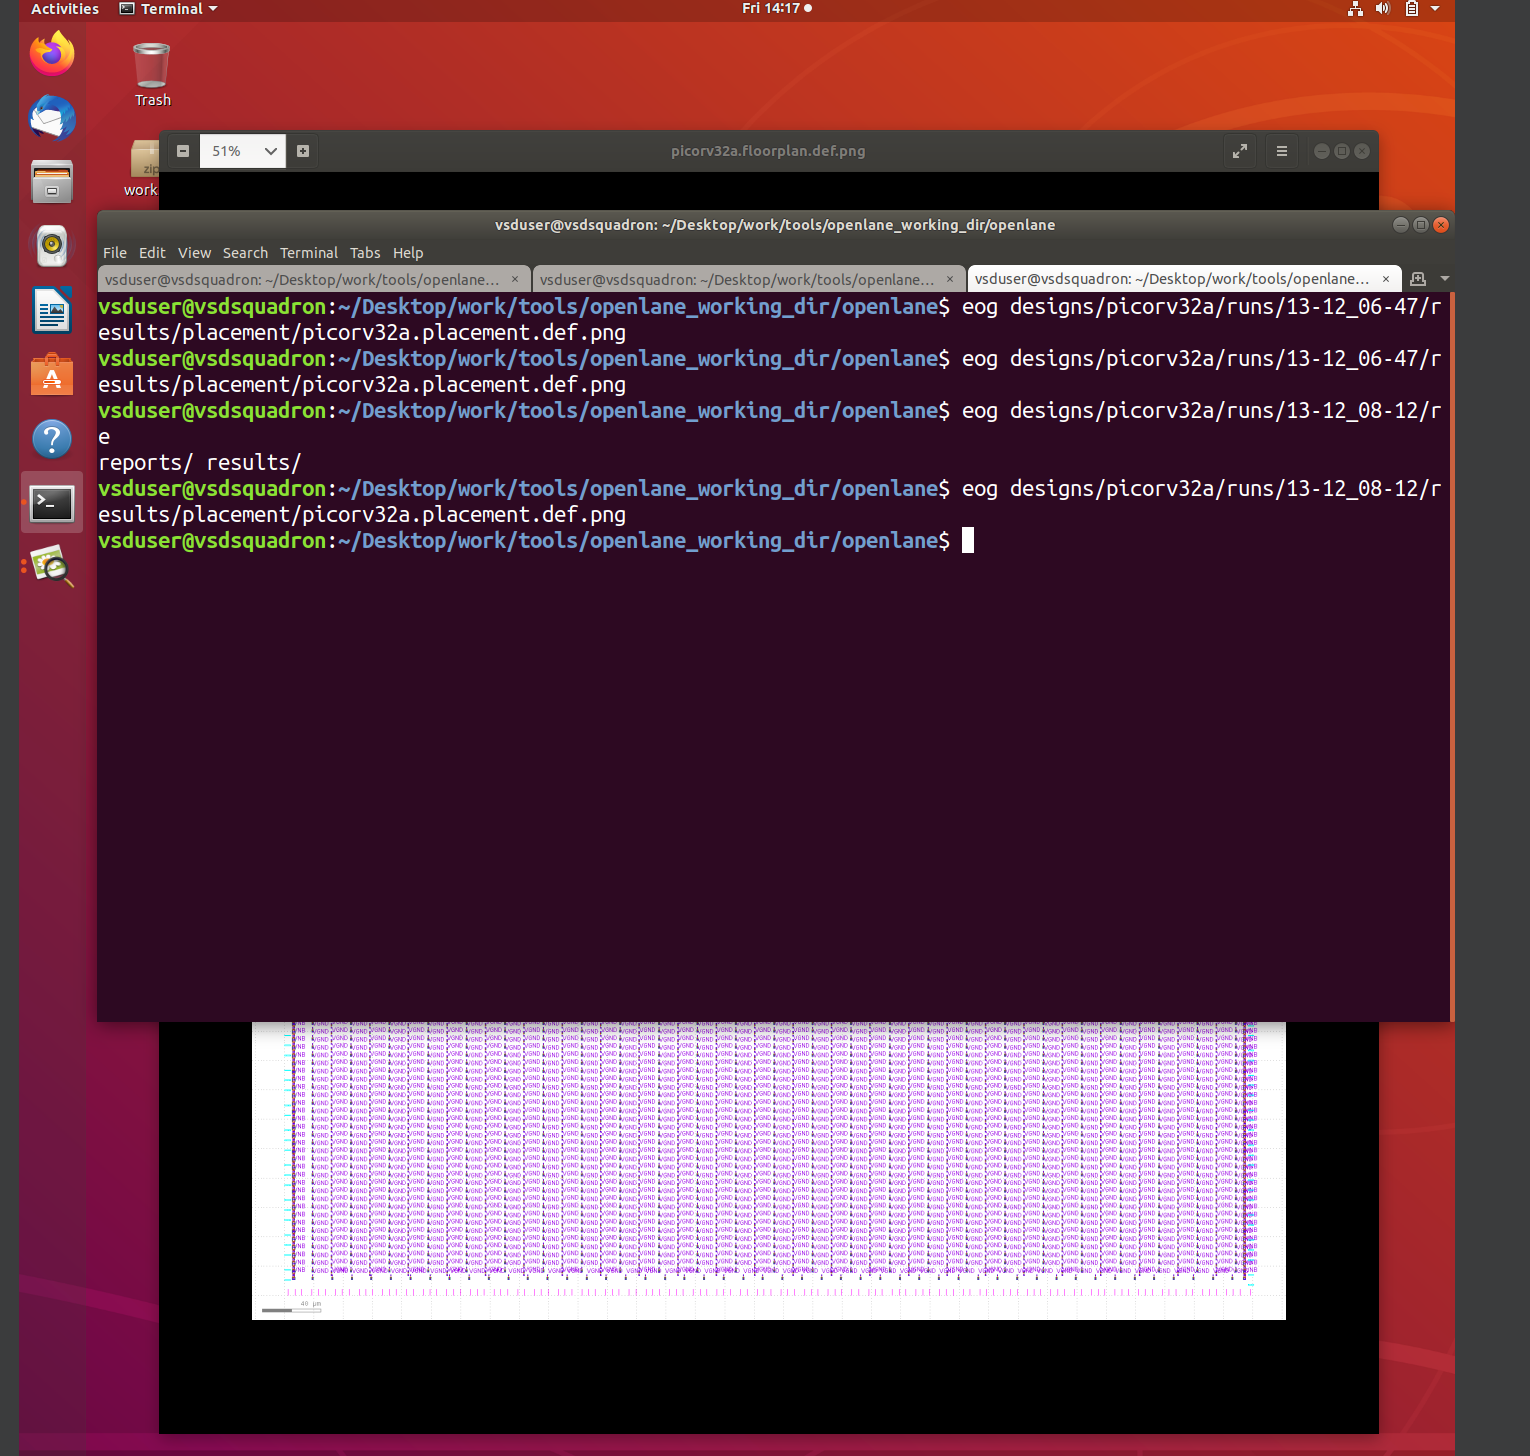 Activities
Terminal
Fri 14:17
Trash
zip
work.
51%
picorv32a.floorplan.def.png
vsduser@vsdsquadron: ~/Desktop/work/tools/openlane_working_dir/openlane
File Edit View Search Terminal Tabs Help
vsduser@vsdsquadron: ~/Desktop/work/tools/openlane… × vsduser@vsdsquadron: ~/Desktop/work/tools/openlane… × vsduser@vsdsquadron: ~/Desktop/work/tools/openlane… ×
vsduser@vsdsquadron:~/Desktop/work/tools/openlane_working_dir/openlane$ eog designs/picorv32a/runs/13-12_06-47/r
esults/placement/picorv32a.placement.def.png
vsduser@vsdsquadron:~/Desktop/work/tools/openlane_working_dir/openlane$ eog designs/picorv32a/runs/13-12_06-47/r
esults/placement/picorv32a.placement.def.png
vsduser@vsdsquadron:~/Desktop/work/tools/openlane_working_dir/openlane$ eog designs/picorv32a/runs/13-12_08-12/r
e
reports/ results/
vsduser@vsdsquadron:~/Desktop/work/tools/openlane_working_dir/openlane$ eog designs/picorv32a/runs/13-12_08-12/r
esults/placement/picorv32a.placement.def.png
vsduser@vsdsquadron:~/Desktop/work/tools/openlane_working_dir/openlane$
40 μm